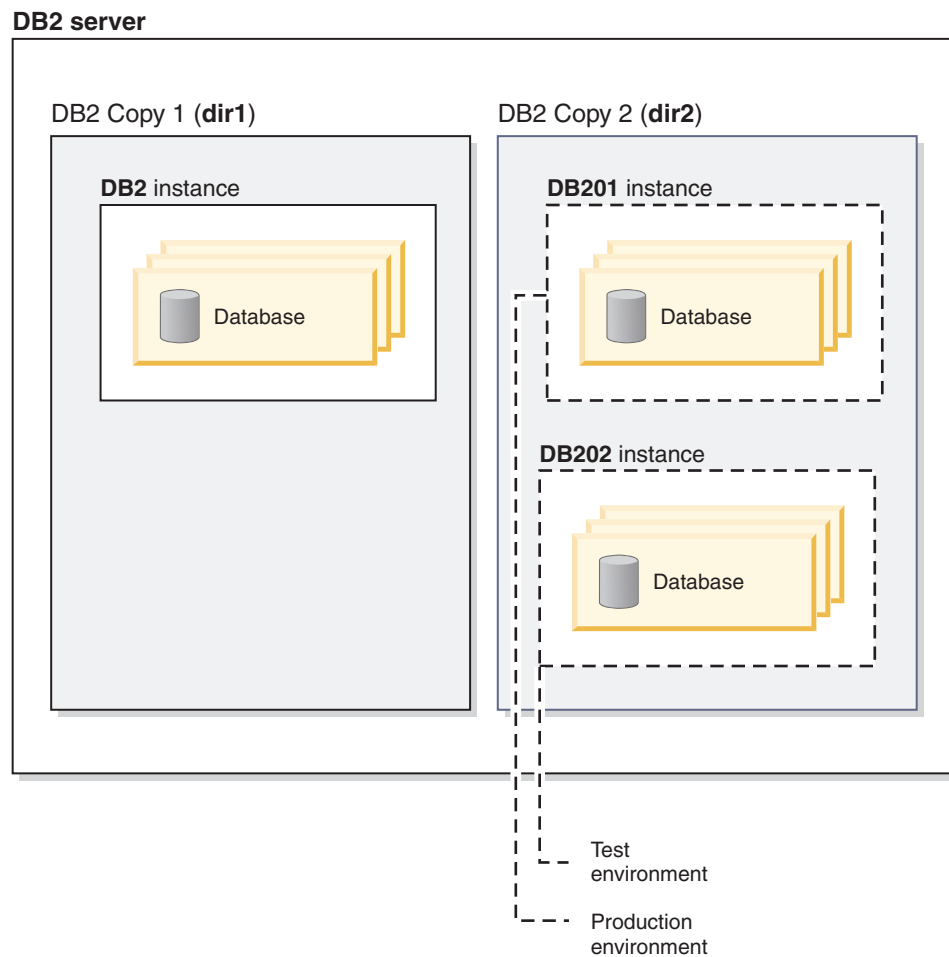 DB2 server
DB2 Copy 1 (dir1)
DB2 Copy 2 (dir2)
DB2 instance
DB201 instance
Database
Database
DB202 instance
Database
Test
environment
Production
environment